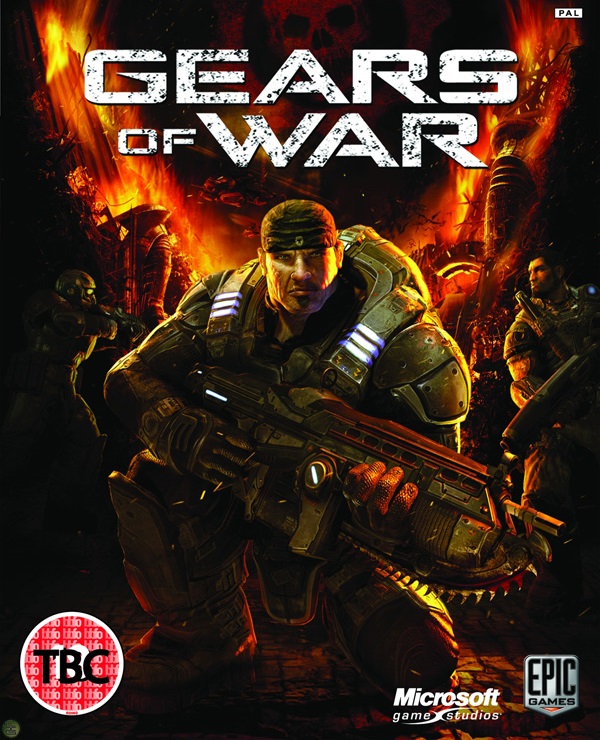 PAL
GEARS
OF WAR
TBC
Microsoft
game studios
EPIC
GAMES